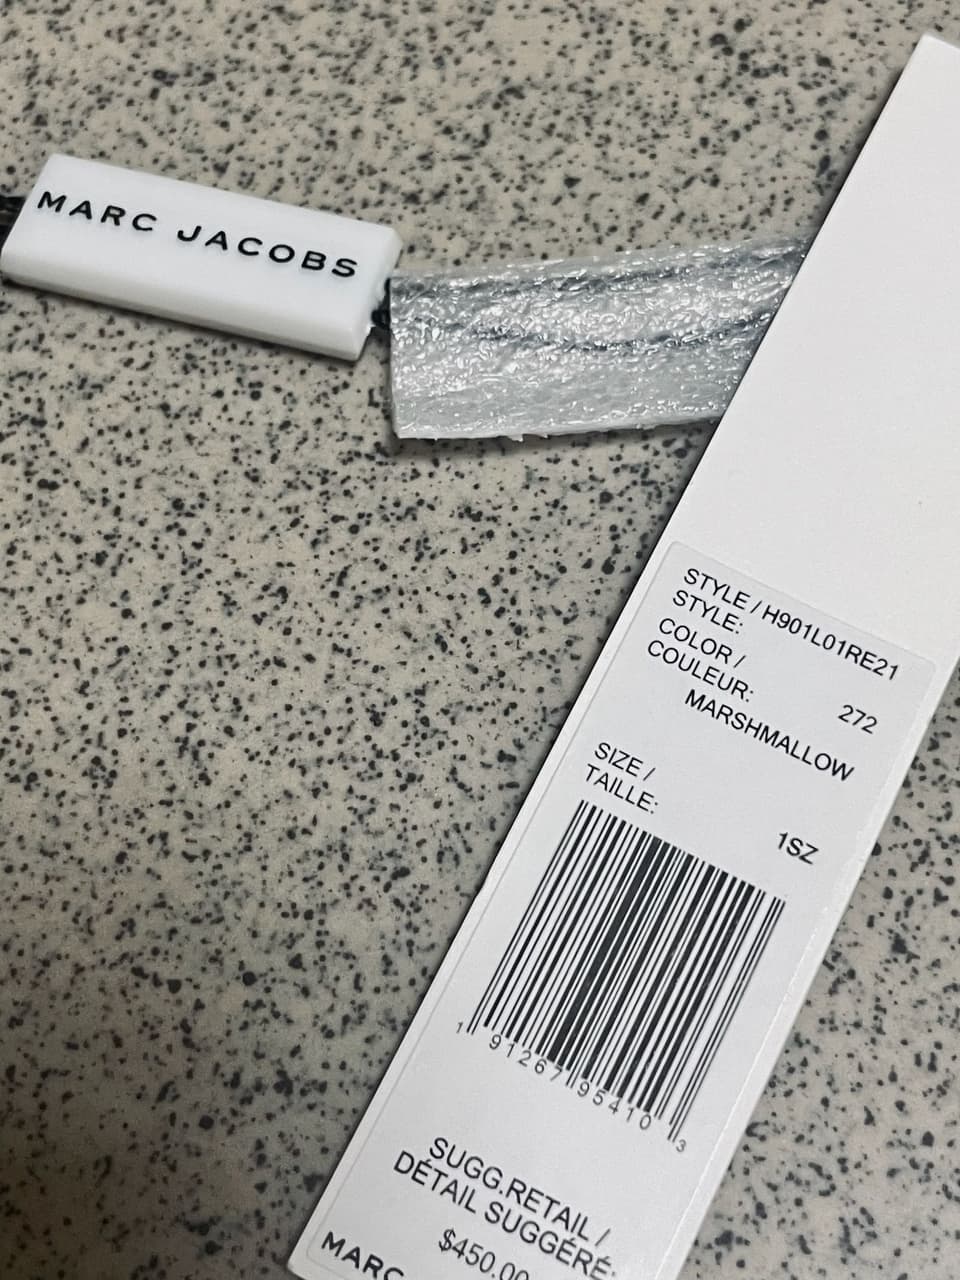 MARC JACOBS
STYLE / H901L01RE21
STYLE:
COLOR /
COULEUR: 272
MARSHMALLOW
SIZE /
TAILLE: 1SZ
1 91267 95410 3
SUGG.RETAIL /
DÉTAIL SUGGÉRÉ:
$450.00
MARC